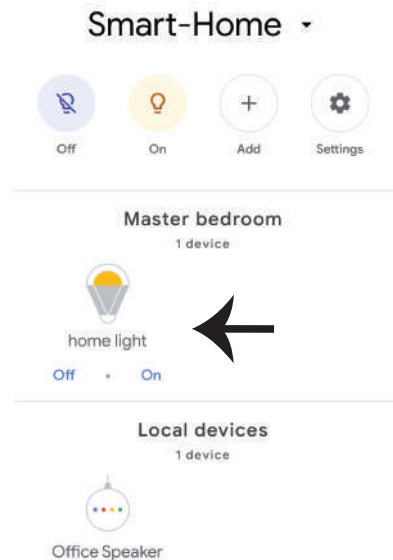 Smart-Home
Off On Add Settings
Master bedroom
1 device
home light
Off • On
Local devices
1 device
Office Speaker